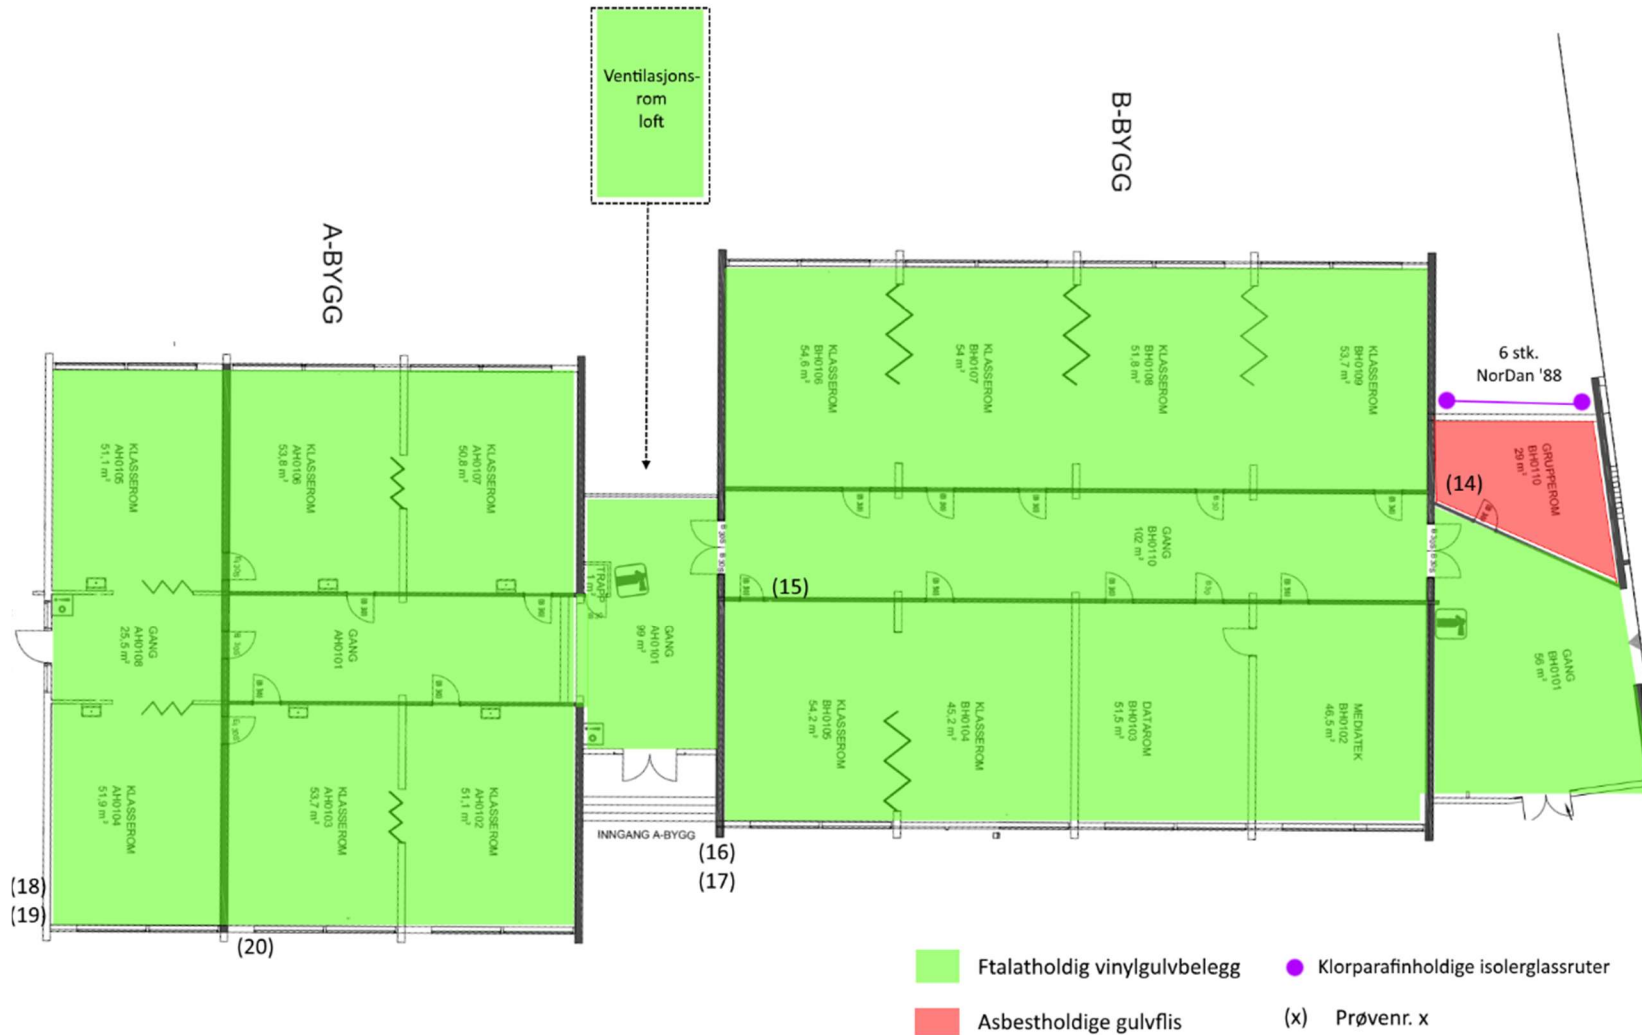 Ventilasjons-
rom
loft
B-BYGG
A-BYGG
KLASSEROM
BH0106
54,6 m²
KLASSEROM
BH0107
54 m²
KLASSEROM
BH0108
51,8 m²
KLASSEROM
BH0109
53,7 m²
6 stk.
NorDan '88
GRUPPEROM
BH0110
29 m²
(14)
KLASSEROM
AH0105
51,1 m²
KLASSEROM
AH0106
53,8 m²
KLASSEROM
AH0107
50,8 m²
GANG
BH0110
102 m²
(15)
TRAPP
1 m²
GANG
AH0108
25,5 m²
GANG
AH0101
GANG
AH0101
99 m²
GANG
BH0101
56 m²
KLASSEROM
BH0105
54,2 m²
KLASSEROM
BH0104
45,2 m²
DATAROM
BH0103
51,5 m²
MEDIATEK
BH0102
46,5 m²
KLASSEROM
AH0104
51,9 m²
KLASSEROM
AH0103
53,7 m²
KLASSEROM
AH0102
51,1 m²
INNGANG A-BYGG
(16)
(17)
(18)
(19)
(20)
Ftalatholdig vinylgulvbelegg
Klorparafinholdige isolerglassruter
Asbestholdige gulvflis
(x) Prøvenr. x